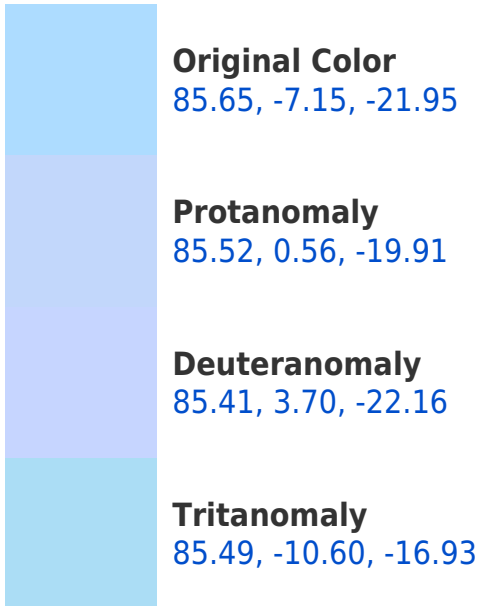 Original Color
85.65, -7.15, -21.95
Protanomaly
85.52, 0.56, -19.91
Deuteranomaly
85.41, 3.70, -22.16
Tritanomaly
85.49, -10.60, -16.93